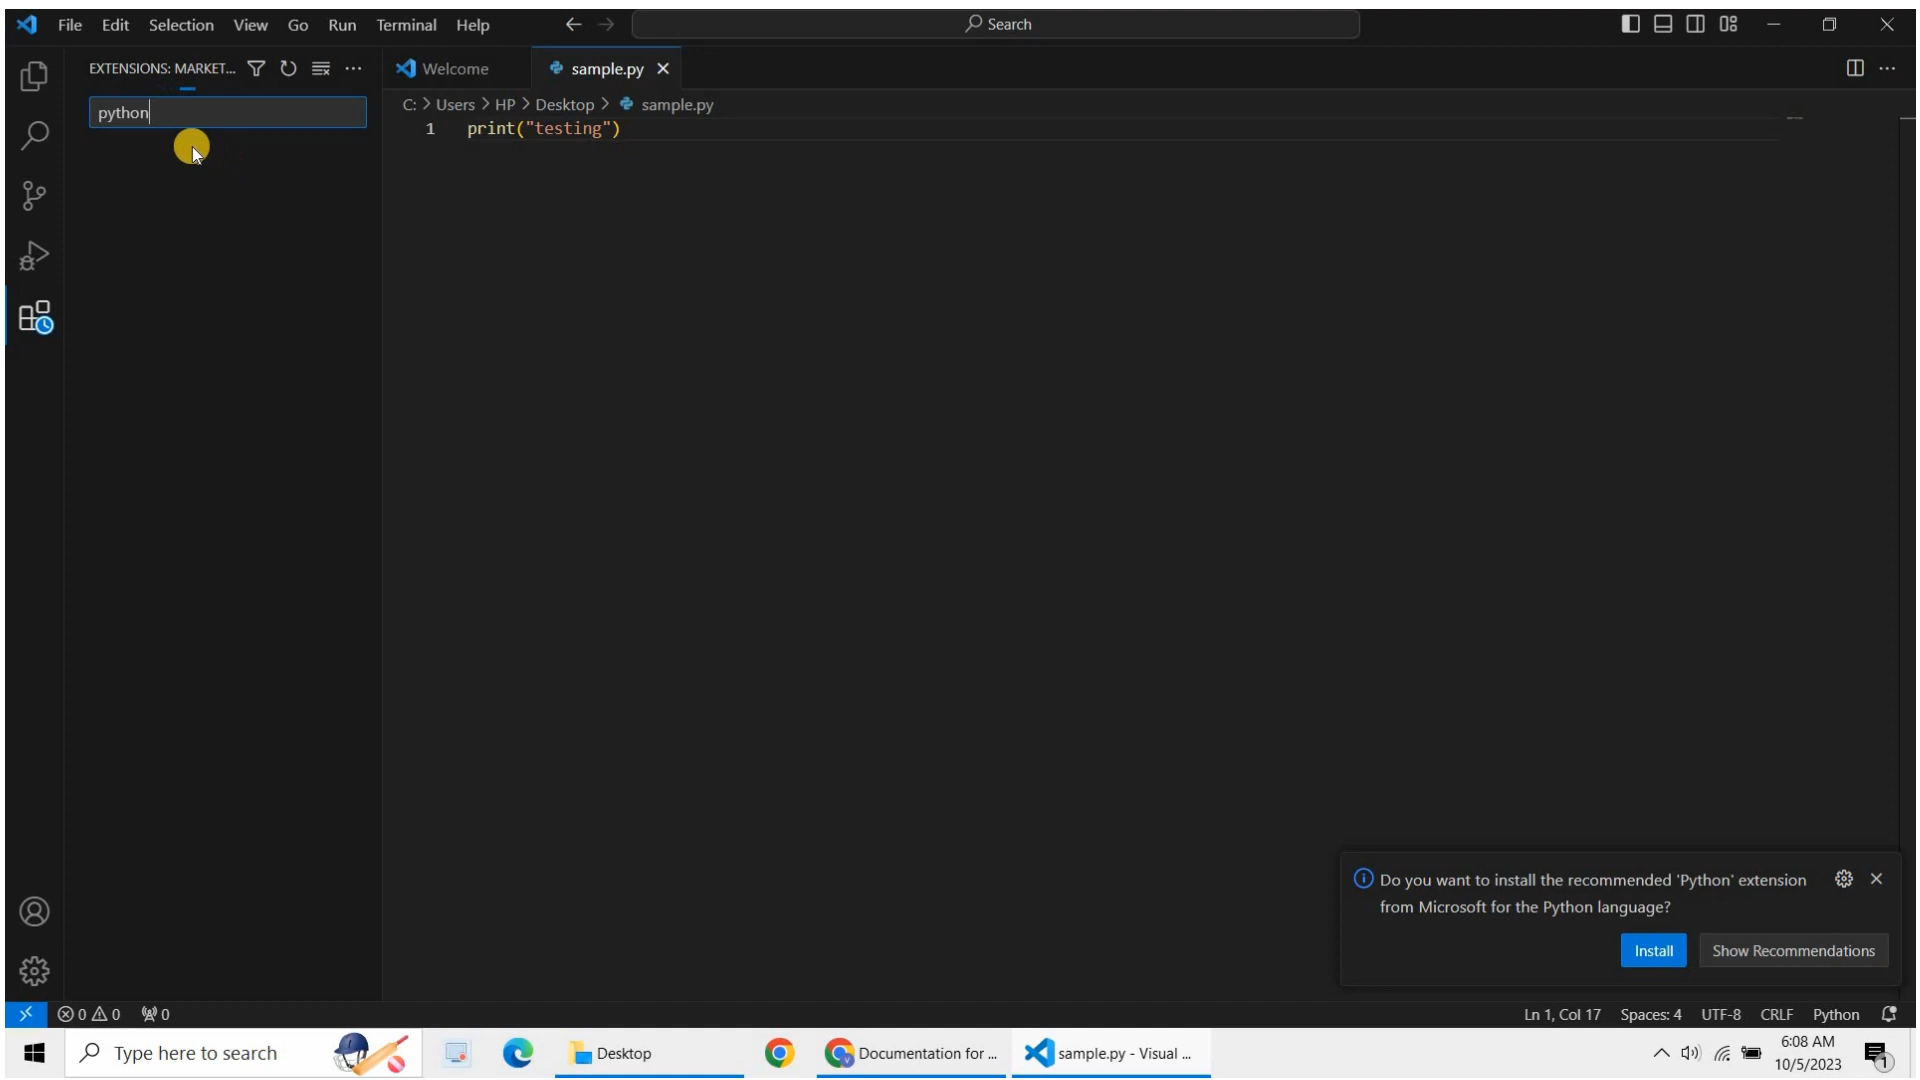 File Edit Selection View Go Run Terminal Help
Search
EXTENSIONS: MARKET...
Welcome
sample.py
python
C: > Users > HP > Desktop > sample.py
1 print("testing")
Do you want to install the recommended 'Python' extension
from Microsoft for the Python language?
Install
Show Recommendations
0 0 0
Ln 1, Col 17 Spaces: 4 UTF-8 CRLF Python
Type here to search
Desktop
Documentation for ...
sample.py - Visual ...
6:08 AM
10/5/2023
1